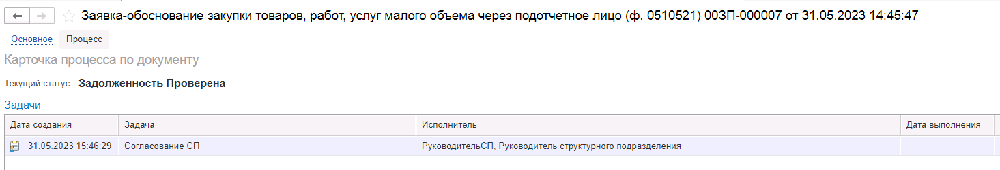 Заявка-обоснование закупки товаров, работ, услуг малого объема через подотчетное лицо (ф. 0510521) 00ЗП-000007 от 31.05.2023 14:45:47
Основное Процесс
Карточка процесса по документу
Текущий статус: Задолженность Проверена
Задачи
Дата создания Задача Исполнитель Дата выполнения
31.05.2023 15:46:29 Согласование СП РуководительСП, Руководитель структурного подразделения